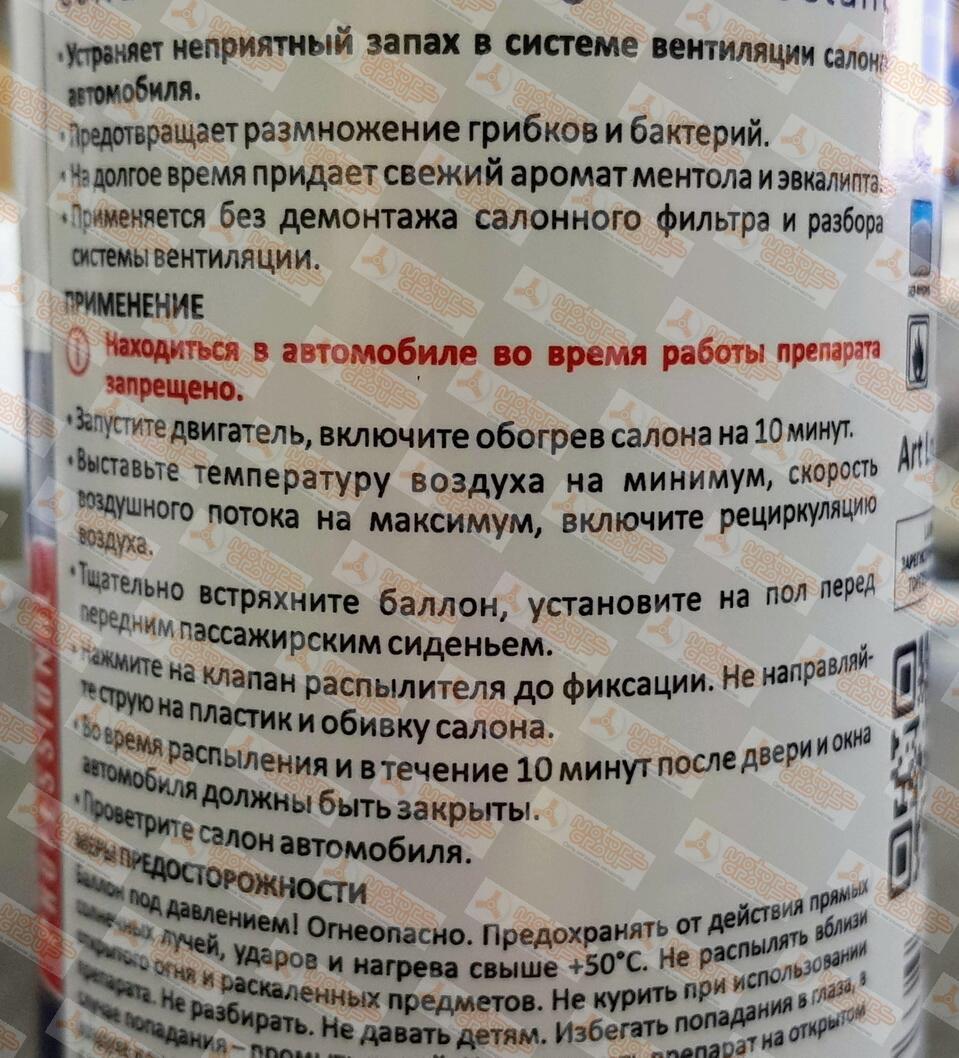 •Устраняет неприятный запах в системе вентиляции салона
автомобиля.
•Предотвращает размножение грибков и бактерий.
•На долгое время придает свежий аромат ментола и эвкалипта.
•Применяется без демонтажа салонного фильтра и разбора
системы вентиляции.
ПРИМЕНЕНИЕ
Находиться в автомобиле во время работы препарата
запрещено.
•Запустите двигатель, включите обогрев салона на 10 минут.
•Выставьте температуру воздуха на минимум, скорость
воздушного потока на максимум, включите рециркуляцию
воздуха.
•Тщательно встряхните баллон, установите на пол перед
передним пассажирским сиденьем.
•Нажмите на клапан распылителя до фиксации. Не направляй-
те струю на пластик и обивку салона.
•Во время распыления и в течение 10 минут после двери и окна
автомобиля должны быть закрыты.
•Проветрите салон автомобиля.
МЕРЫ ПРЕДОСТОРОЖНОСТИ
Баллон под давлением! Огнеопасно. Предохранять от действия прямых
солнечных лучей, ударов и нагрева свыше +50°С. Не распылять вблизи
открытого огня и раскаленных предметов. Не курить при использовании
препарата. Не разбирать. Не давать детям. Избегать попадания в глаза, в
случае попадания –
препарат на открытом
Art